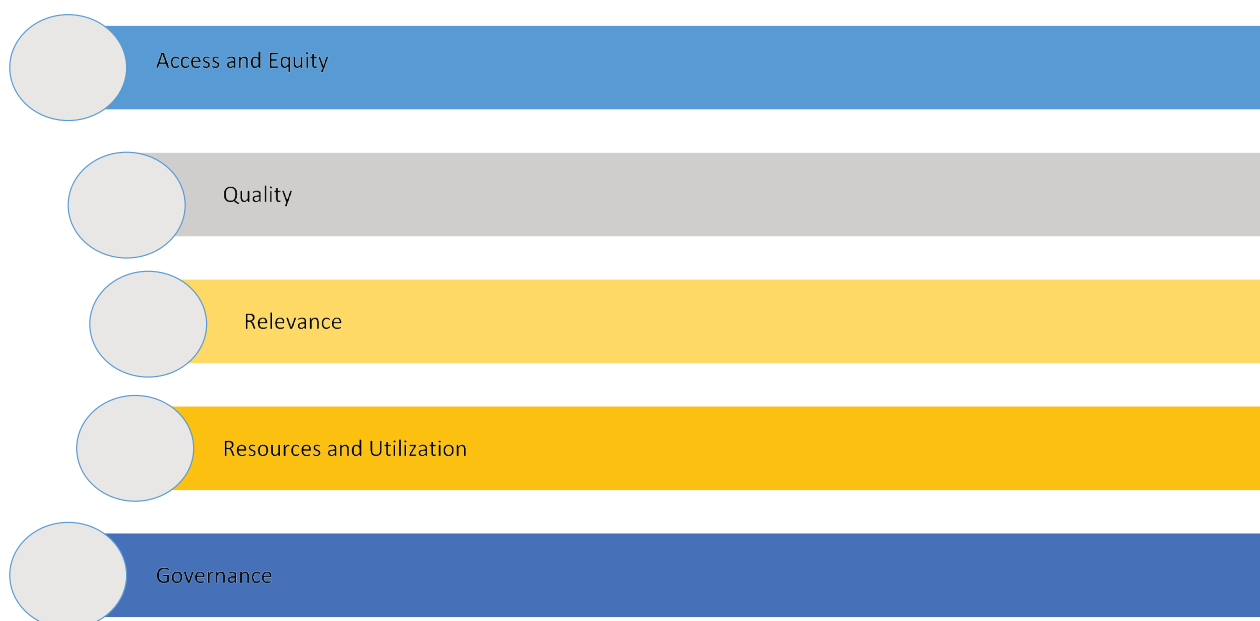 Access and Equity
Quality
Relevance
Resources and Utilization
Governance